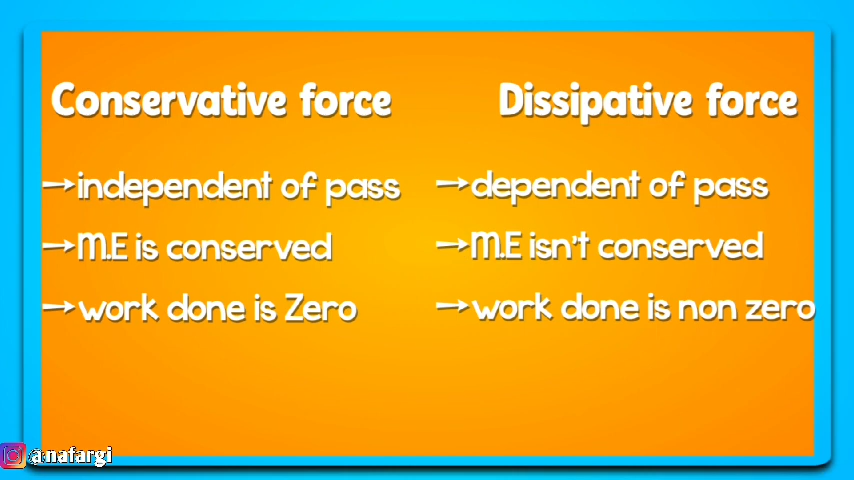 Conservative force
→independent of pass
→M.E is conserved
→work done is Zero
Dissipative force
→dependent of pass
→M.E isn't conserved
→work done is non zero
anafargi